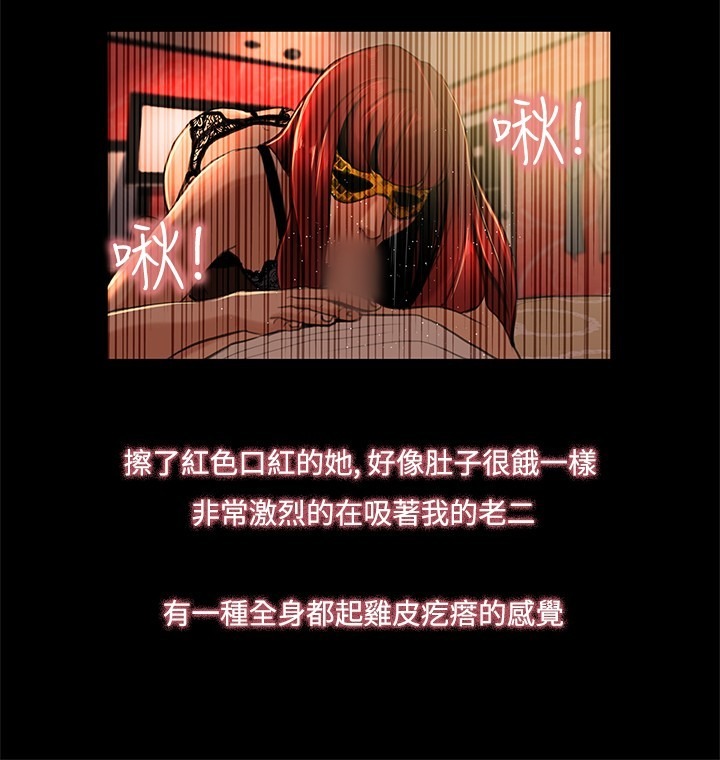 啾!
啾!
擦了紅色口紅的她, 好像肚子很餓一樣
非常激烈的在吸著我的老二
有一種全身都起雞皮疙瘩的感覺